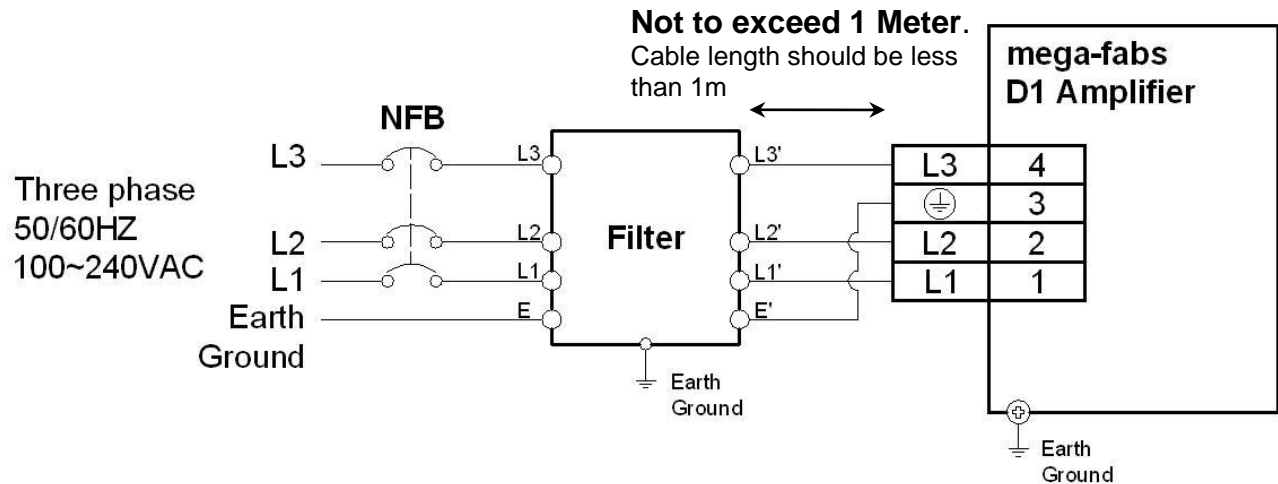 Not to exceed 1 Meter.
Cable length should be less
than 1m
mega-fabs
D1 Amplifier
NFB
Three phase
50/60HZ
100~240VAC
L3
L2
L1
Earth
Ground
L3
L2
L1
E
Filter
L3'
L2'
L1'
E'
L3 4
3
L2 2
L1 1
Earth
Ground
Earth
Ground